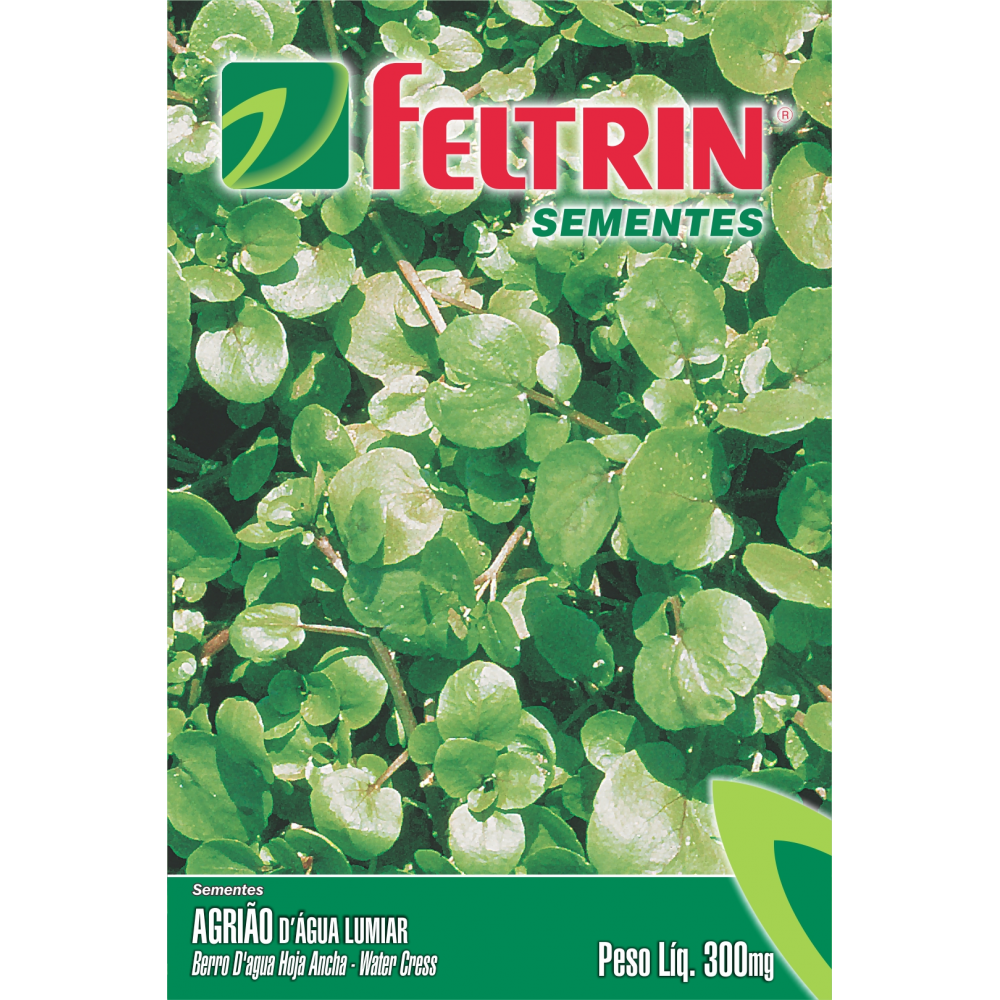 FELTRIN ®
SEMENTES
Sementes
AGRIÃO D'ÁGUA LUMIAR
Berro D'agua Hoja Ancha - Water Cress
Peso Líq. 300mg